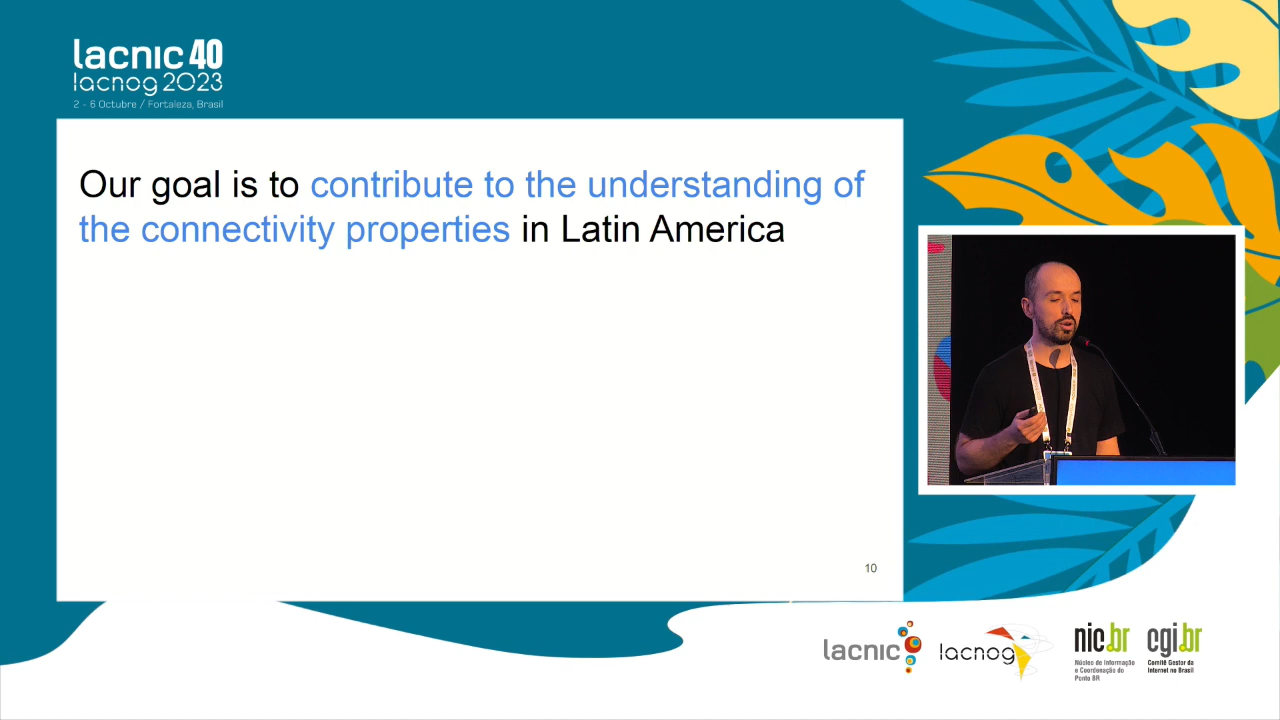 lacnic 40
lacnog 2023
2 - 6 Octubre / Fortaleza, Brasil
Our goal is to contribute to the understanding of
the connectivity properties in Latin America
10
lacnic
lacnog
nic.br
Núcleo de Informação
e Coordenação do
Ponto BR
cgi.br
Comitê Gestor da
Internet no Brasil